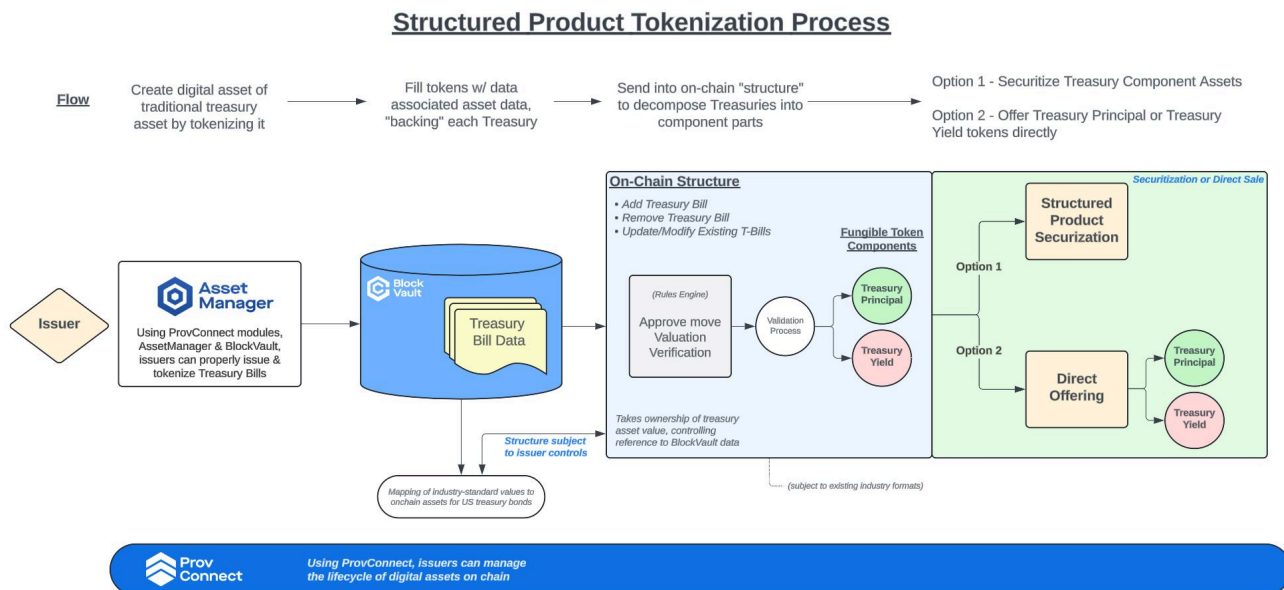 Structured Product Tokenization Process
Flow
Create digital asset of
traditional treasury
asset by tokenizing it
Fill tokens w/ data
associated asset data,
"backing" each Treasury
Send into on-chain "structure"
to decompose Treasuries into
component parts
Option 1 - Securitize Treasury Component Assets
Option 2 - Offer Treasury Principal or Treasury
Yield tokens directly
Issuer
Asset
Manager
Using ProvConnect modules,
AssetManager & BlockVault,
issuers can properly issue &
tokenize Treasury Bills
Block
Vault
Treasury
Bill Data
On-Chain Structure
▪ Add Treasury Bill
▪ Remove Treasury Bill
▪ Update/Modify Existing T-Bills
Fungible Token
Components
(Rules Engine)
Approve move
Valuation
Verification
Validation
Process
Treasury
Principal
Treasury
Yield
Takes ownership of treasury
asset value, controlling
reference to BlockVault data
Securitization or Direct Sale
Option 1
Structured
Product
Securization
Option 2
Direct
Offering
Treasury
Principal
Treasury
Yield
Structure subject
to issuer controls
Mapping of industry-standard values to
onchain assets for US treasury bonds
(subject to existing industry formats)
Prov
Connect
Using ProvConnect, issuers can manage
the lifecycle of digital assets on chain